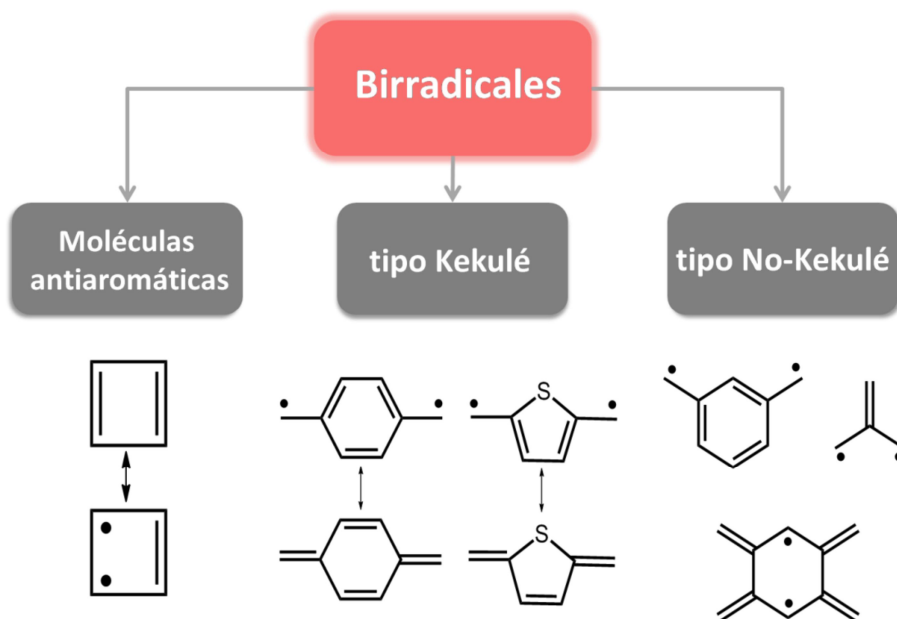 Birradicales
Moléculas
antiaromáticas
tipo Kekulé
tipo No-Kekulé
S
S